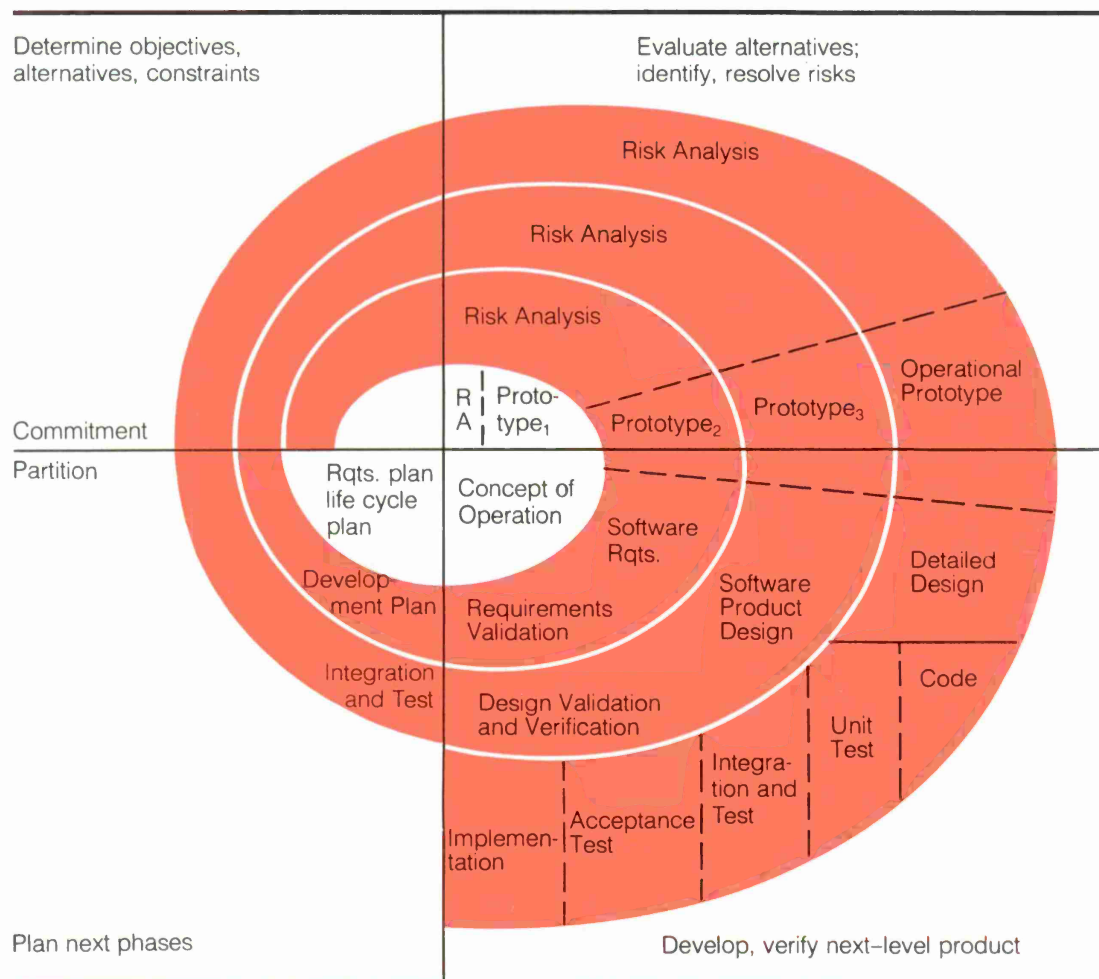 Determine objectives,
alternatives, constraints
Evaluate alternatives;
identify, resolve risks
Risk Analysis
Risk Analysis
Risk Analysis
R
A
Proto-
type₁
Prototype₂
Prototype₃
Operational
Prototype
Commitment
Partition
Rqts. plan
life cycle
plan
Concept of
Operation
Software
Rqts.
Develop-
ment Plan
Requirements
Validation
Software
Product
Design
Detailed
Design
Integration
and Test
Design Validation
and Verification
Code
Unit
Test
Integra-
tion and
Test
Acceptance
Test
Implemen-
tation
Plan next phases
Develop, verify next–level product